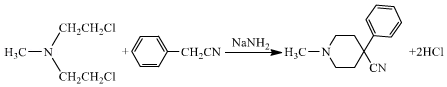 CH₂CH₂Cl
H₃C—N
CH₂CH₂Cl
+
CH₂CN
NaNH₂
H₃C—N
CN
+2HCl